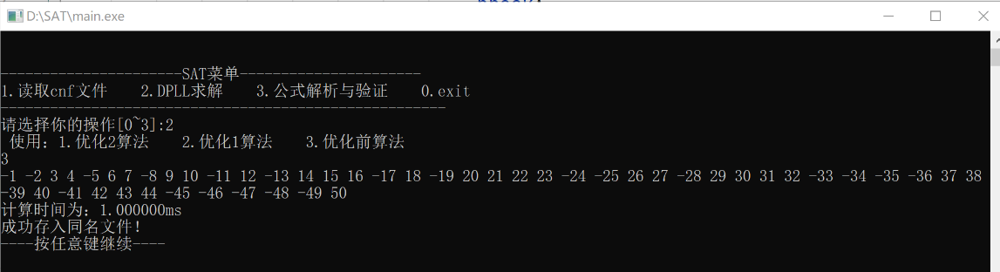 D:\SAT\main.exe
----------------------SAT菜单----------------------
1.读取cnf文件    2.DPLL求解    3.公式解析与验证    0.exit
------------------------------------------------------
请选择你的操作[0~3]:2
使用：1.优化2算法    2.优化1算法    3.优化前算法
3
-1 -2 3 4 -5 6 7 -8 9 10 -11 12 -13 14 15 16 -17 18 -19 20 21 22 23 -24 -25 26 27 -28 29 30 31 32 -33 -34 -35 -36 37 38
-39 40 -41 42 43 44 -45 -46 -47 -48 -49 50
计算时间为：1.000000ms
成功存入同名文件！
----按任意键继续----